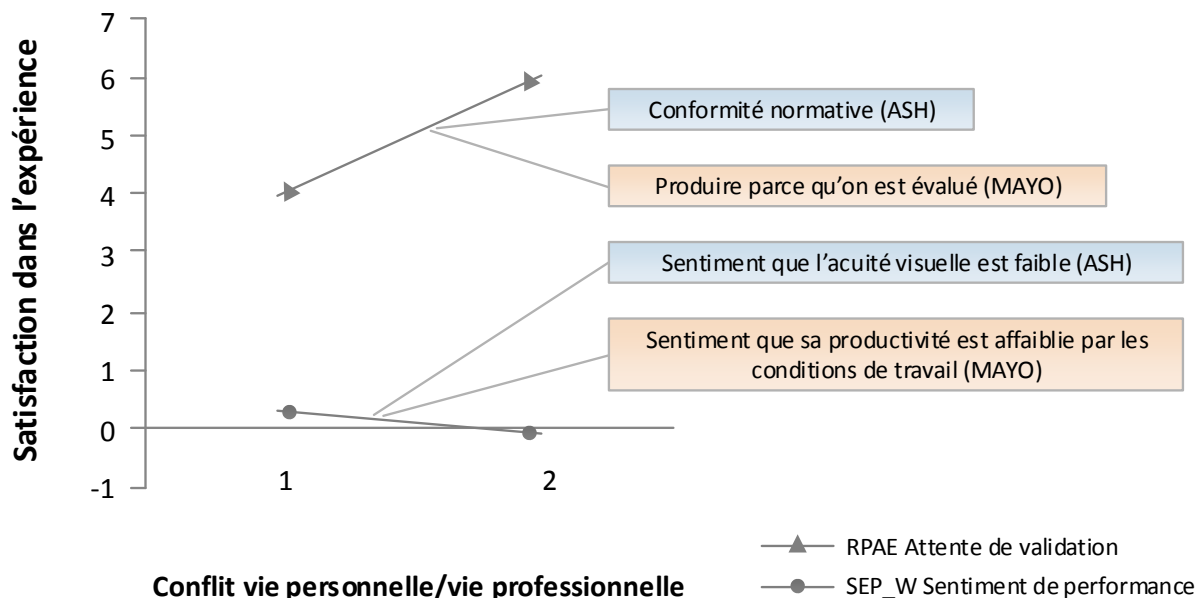 Satisfaction dans l’expérience
7
6
5
4
3
2
1
0
-1
1
2
Conformité normative (ASH)
Produire parce qu’on est évalué (MAYO)
Sentiment que l’acuité visuelle est faible (ASH)
Sentiment que sa productivité est affaiblie par les
conditions de travail (MAYO)
RPAE Attente de validation
SEP_W Sentiment de performance
Conflit vie personnelle/vie professionnelle